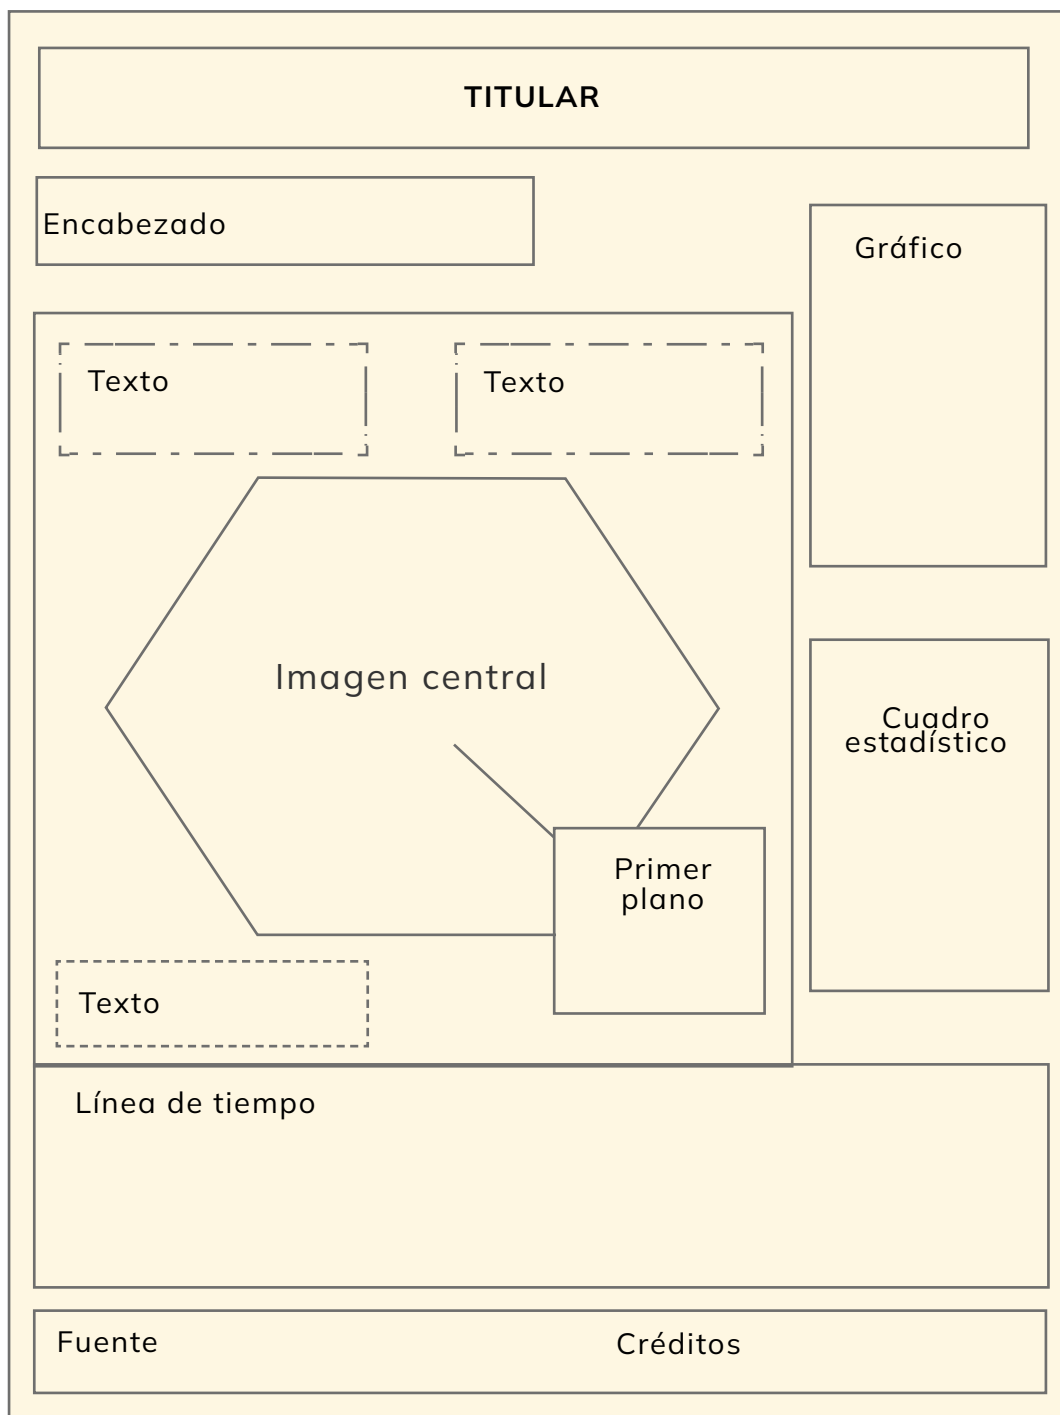 TITULAR
Encabezado
Gráfico
Texto
Texto
Imagen central
Cuadro
estadístico
Primer
plano
Texto
Línea de tiempo
Fuente
Créditos